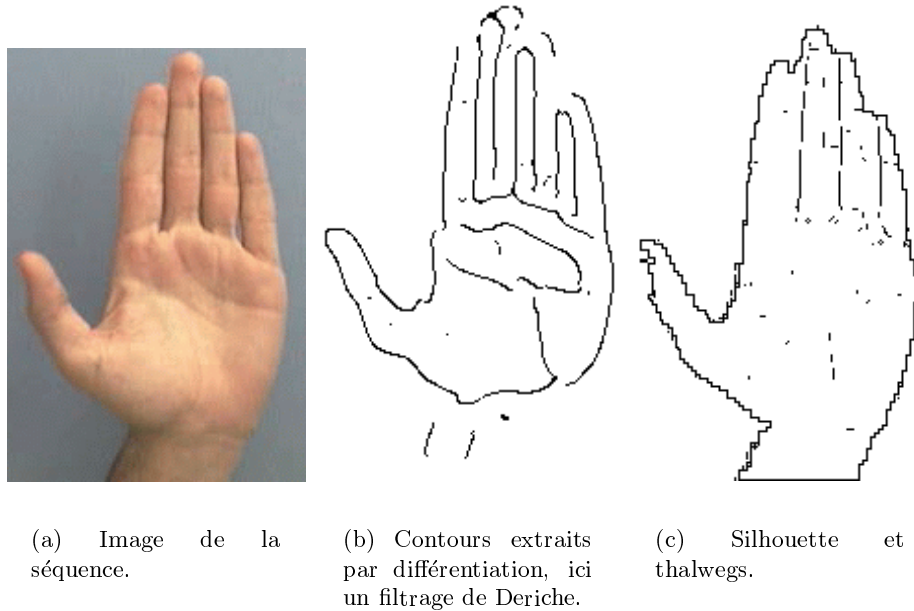 (a) Image de la
séquence.
(b) Contours extraits
par différentiation, ici
un filtrage de Deriche.
(c) Silhouette et
thalwegs.